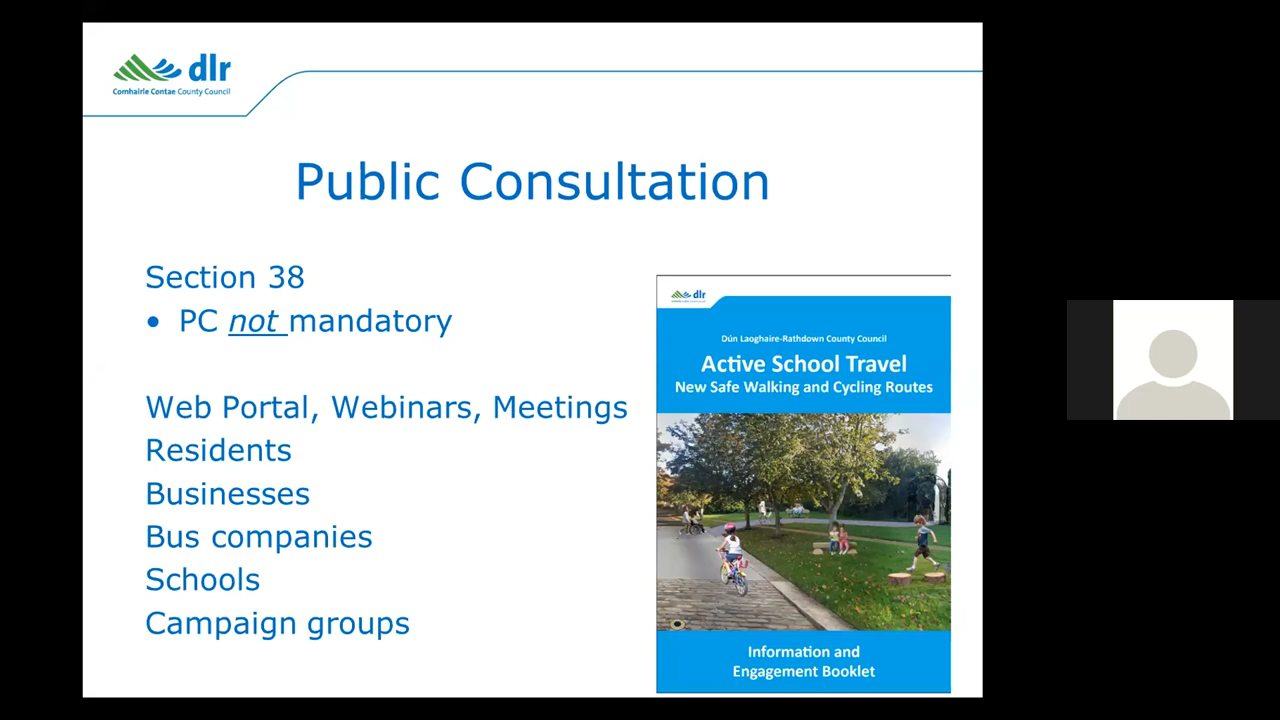 dlr
Comhairle Contae County Council
Public Consultation
Section 38
• PC not mandatory
Web Portal, Webinars, Meetings
Residents
Businesses
Bus companies
Schools
Campaign groups
dlr
Dún Laoghaire-Rathdown County Council
Active School Travel
New Safe Walking and Cycling Routes
Information and
Engagement Booklet